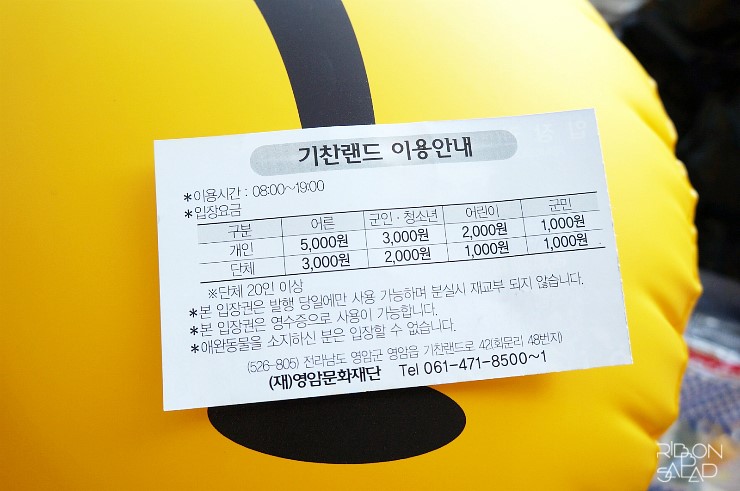 기찬랜드 이용안내
*이용시간 : 08:00~19:00
*입장요금
구분 어른 군인·청소년 어린이 군민
개인 5,000원 3,000원 2,000원 1,000원
단체 3,000원 2,000원 1,000원 1,000원
※단체 20인 이상
*본 입장권은 발행 당일에만 사용 가능하며 분실시 재교부 되지 않습니다.
*본 입장권은 영수증으로 사용이 가능합니다.
*애완동물을 소지하신 분은 입장할 수 없습니다.
(526-805) 전라남도 영암군 영암읍 기찬랜드로 42(회문리 48번지)
(재)영암문화재단 Tel 061-471-8500~1
RIBBON
SALAD